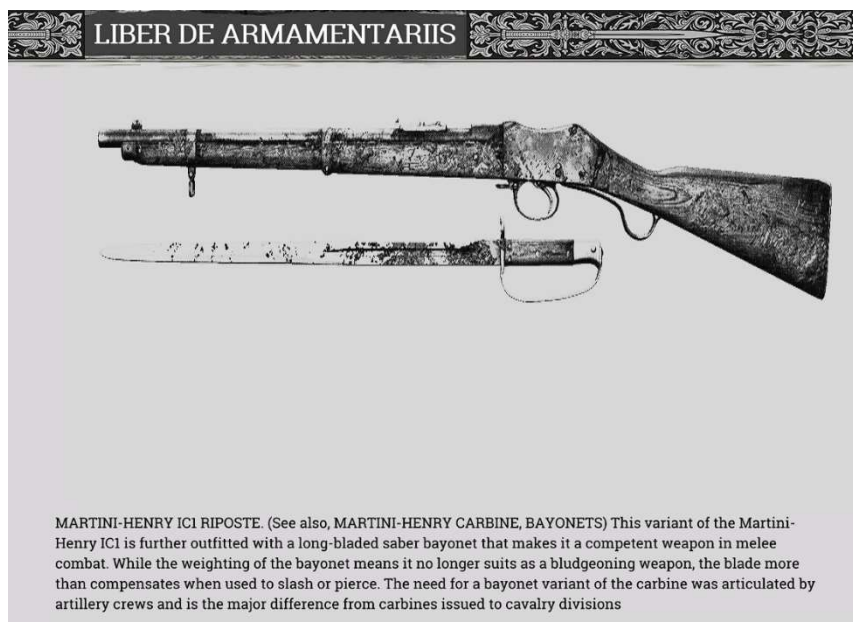 LIBER DE ARMAMENTARIIS
MARTINI-HENRY IC1 RIPOSTE. (See also, MARTINI-HENRY CARBINE, BAYONETS) This variant of the Martini-
Henry IC1 is further outfitted with a long-bladed saber bayonet that makes it a competent weapon in melee
combat. While the weighting of the bayonet means it no longer suits as a bludgeoning weapon, the blade more
than compensates when used to slash or pierce. The need for a bayonet variant of the carbine was articulated by
artillery crews and is the major difference from carbines issued to cavalry divisions